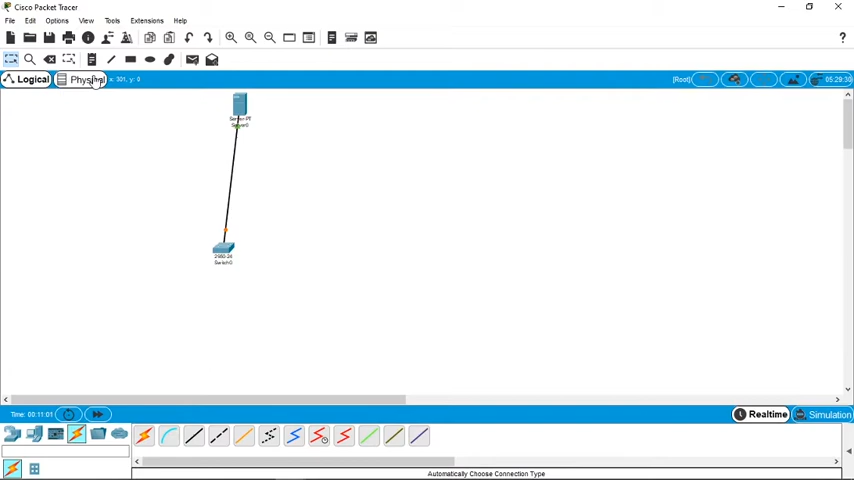 Cisco Packet Tracer
File Edit Options View Tools Extensions Help
Logical Physical x: 301, y: 0 [Root] 05:29:30
Server-PT
Server0
2960-24
Switch0
Time: 00:11:01 Realtime Simulation
Automatically Choose Connection Type